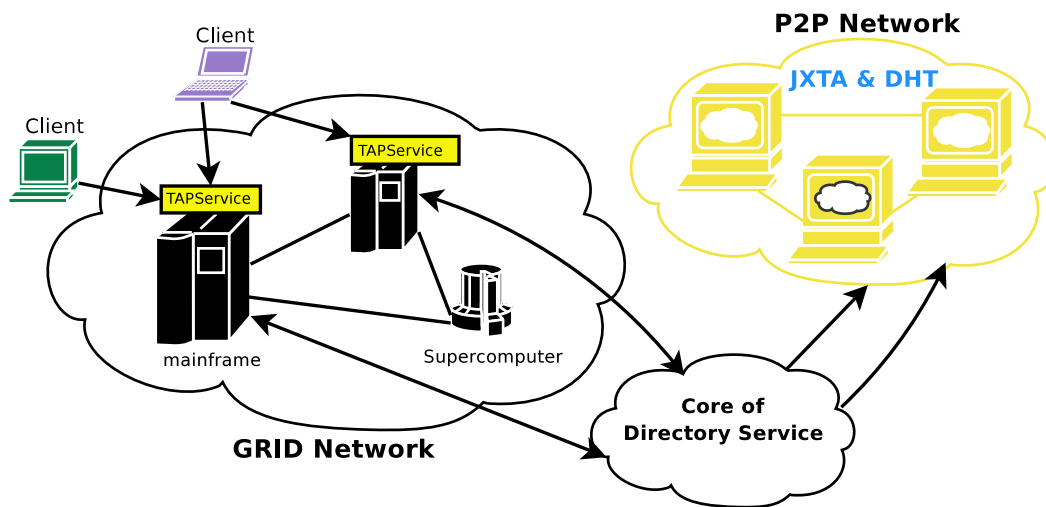 P2P Network
JXTA & DHT
Client
Client
TAPService
TAPService
mainframe
Supercomputer
GRID Network
Core of
Directory Service